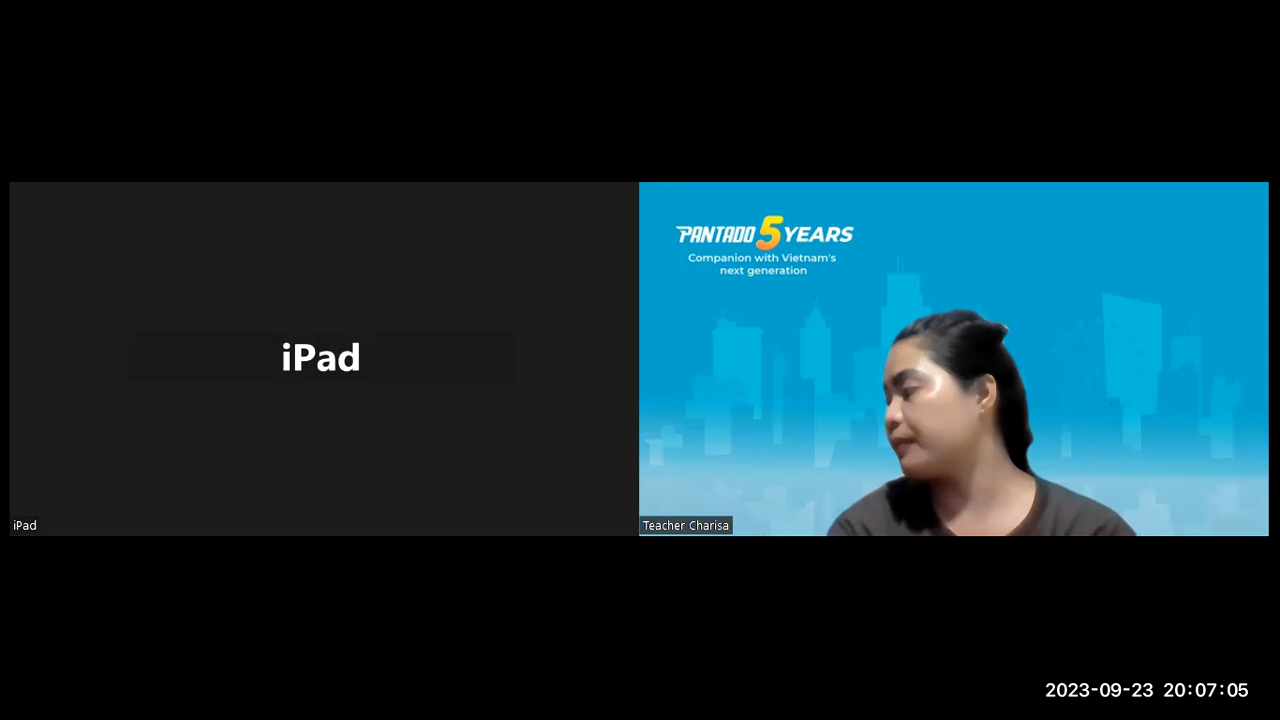 PANTADO 5 YEARS
Companion with Vietnam's
next generation
iPad
iPad
Teacher Charisa
2023-09-23 20:07:05